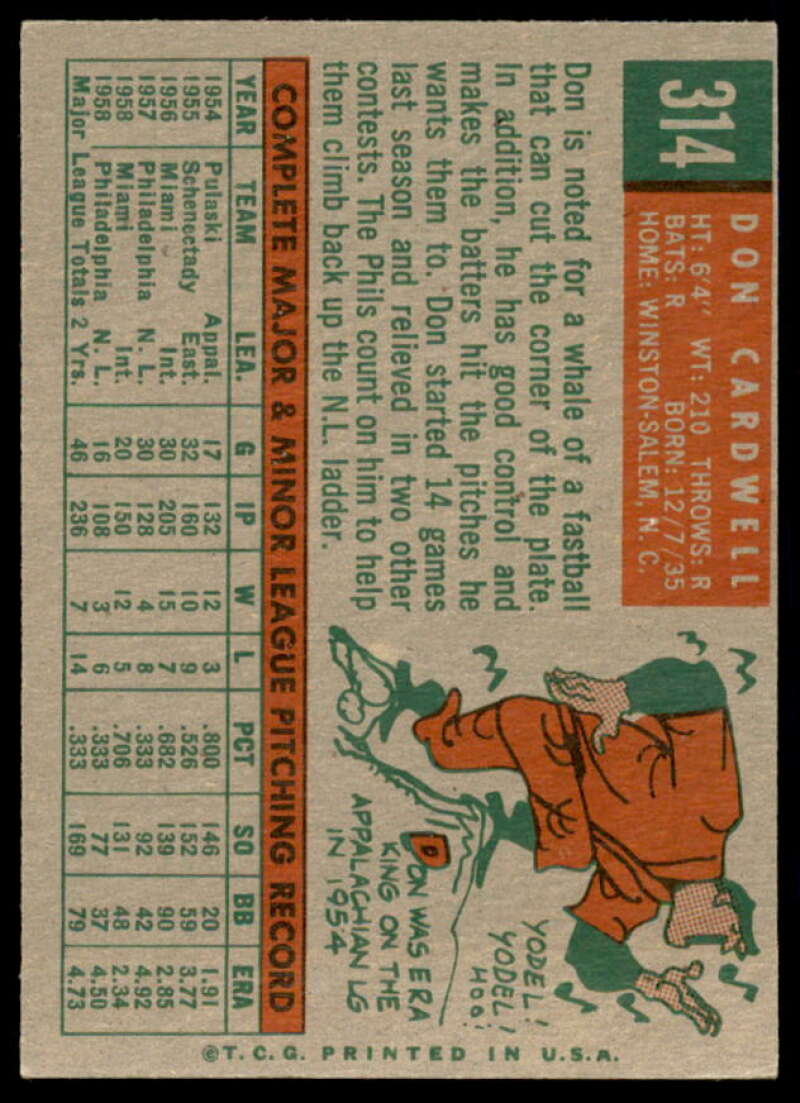 314
DON CARDWELL
HT: 6'4" WT: 210 THROWS: R
BATS: R BORN: 12/7/35
HOME: WINSTON-SALEM, N. C.
Don is noted for a whale of a fastball
that can cut the corner of the plate.
In addition, he has good control and
makes the batters hit the pitches he
wants them to. Don started 14 games
last season and relieved in two other
contests. The Phils count on him to help
them climb back up the N.L. ladder.
YODEL!
YODEL!
HOO!
D
DON WAS ERA
KING ON THE
APPALACHIAN LG
IN 1954
COMPLETE MAJOR & MINOR LEAGUE PITCHING RECORD
YEAR TEAM LEA. G IP W L PCT SO BB ERA
1954 Pulaski Appal. 17 132 12 3 .800 146 20 1.91
1955 Schenectady East. 32 160 10 9 .526 152 59 3.77
1956 Miami Int. 30 205 15 7 .682 139 90 2.85
1957 Philadelphia N. L. 30 128 4 8 .333 92 42 4.92
1958 Miami Int. 20 150 12 5 .706 131 48 2.34
1958 Philadelphia N. L. 16 108 3 6 .333 77 37 4.50
Major League Totals 2 Yrs. 46 236 7 14 .333 169 79 4.73
©T.C.G. PRINTED IN U.S.A.